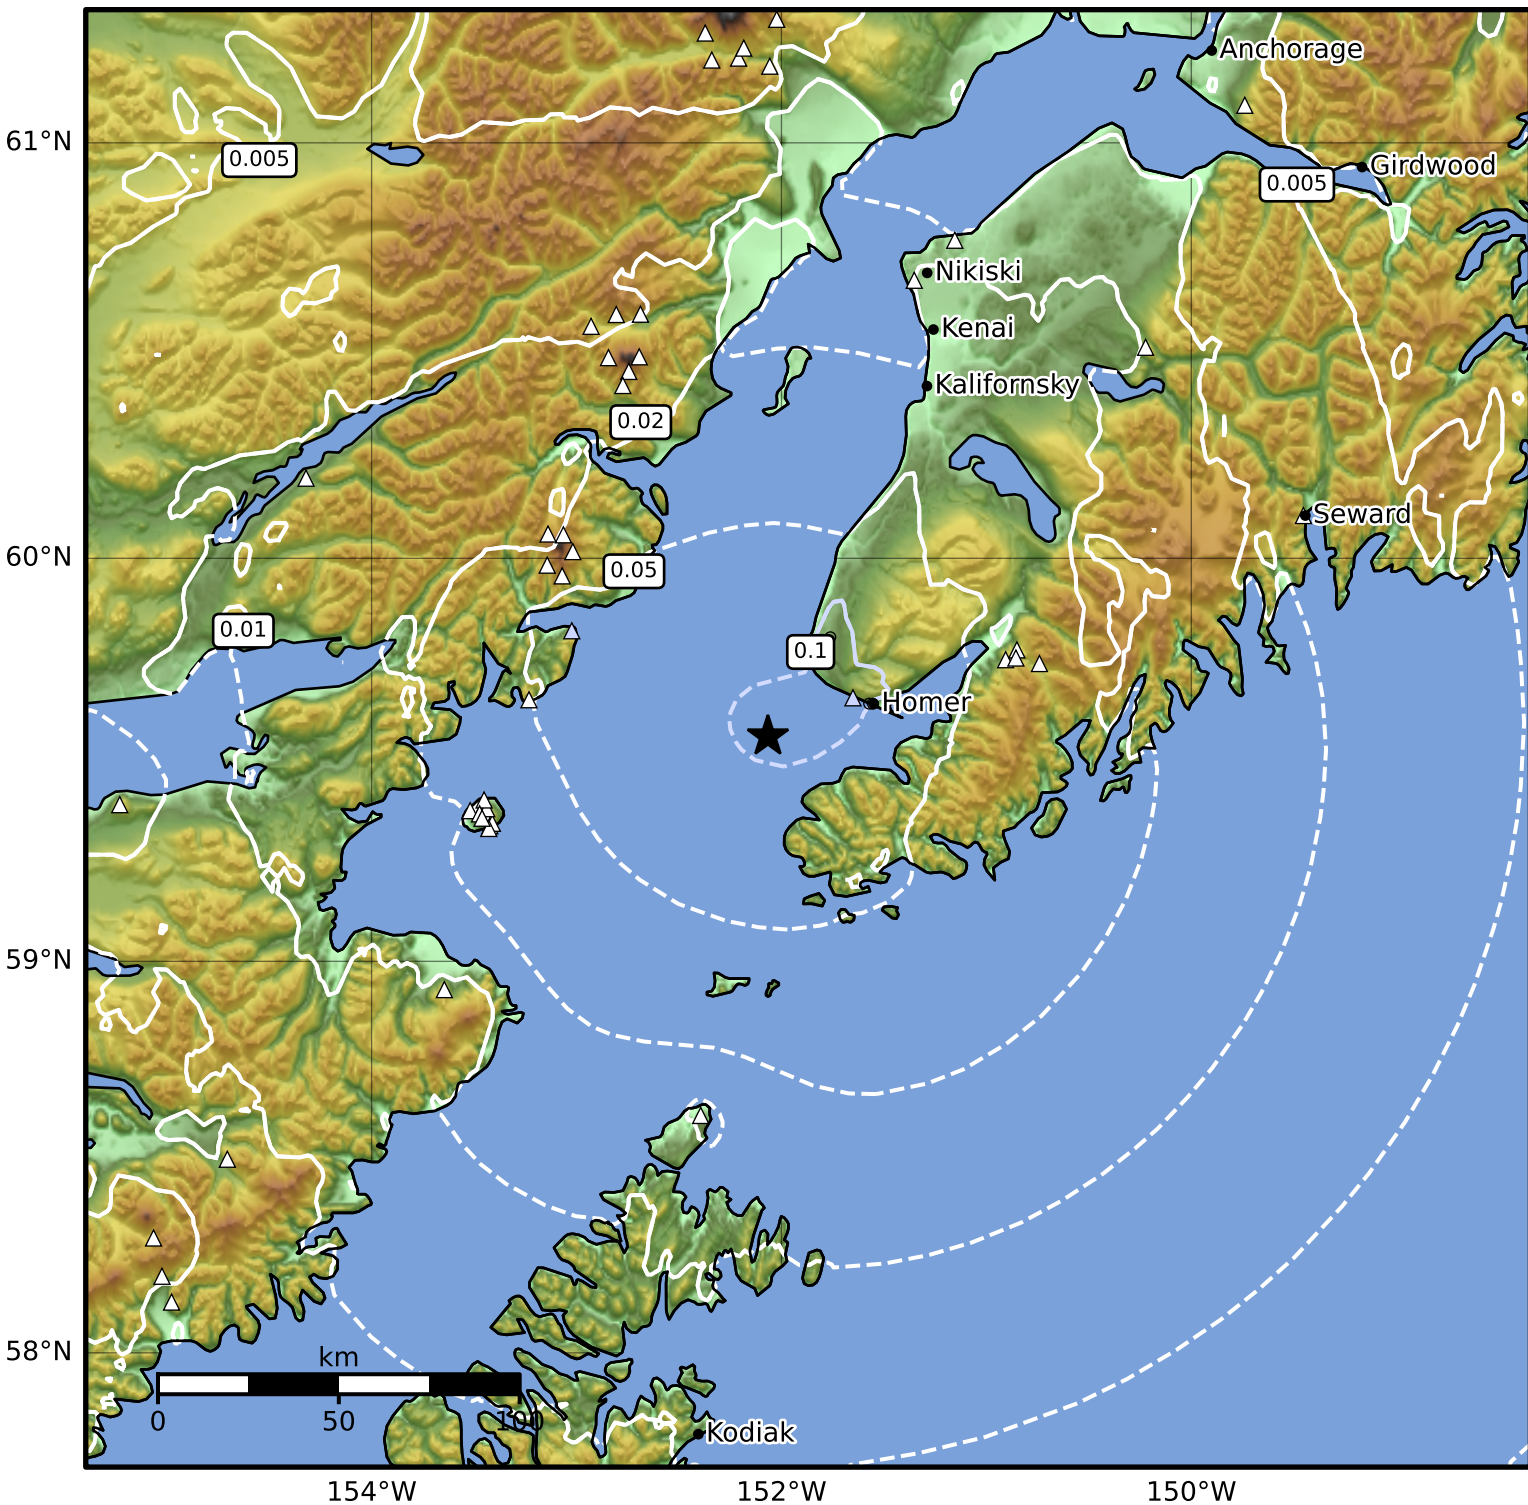 Anchorage
61°N
0.005
Girdwood
0.005
Nikiski
Kenai
Kalifornsky
0.02
Seward
60°N
0.05
0.01
0.1
Homer
59°N
58°N
km
0
50
100
Kodiak
154°W
152°W
150°W